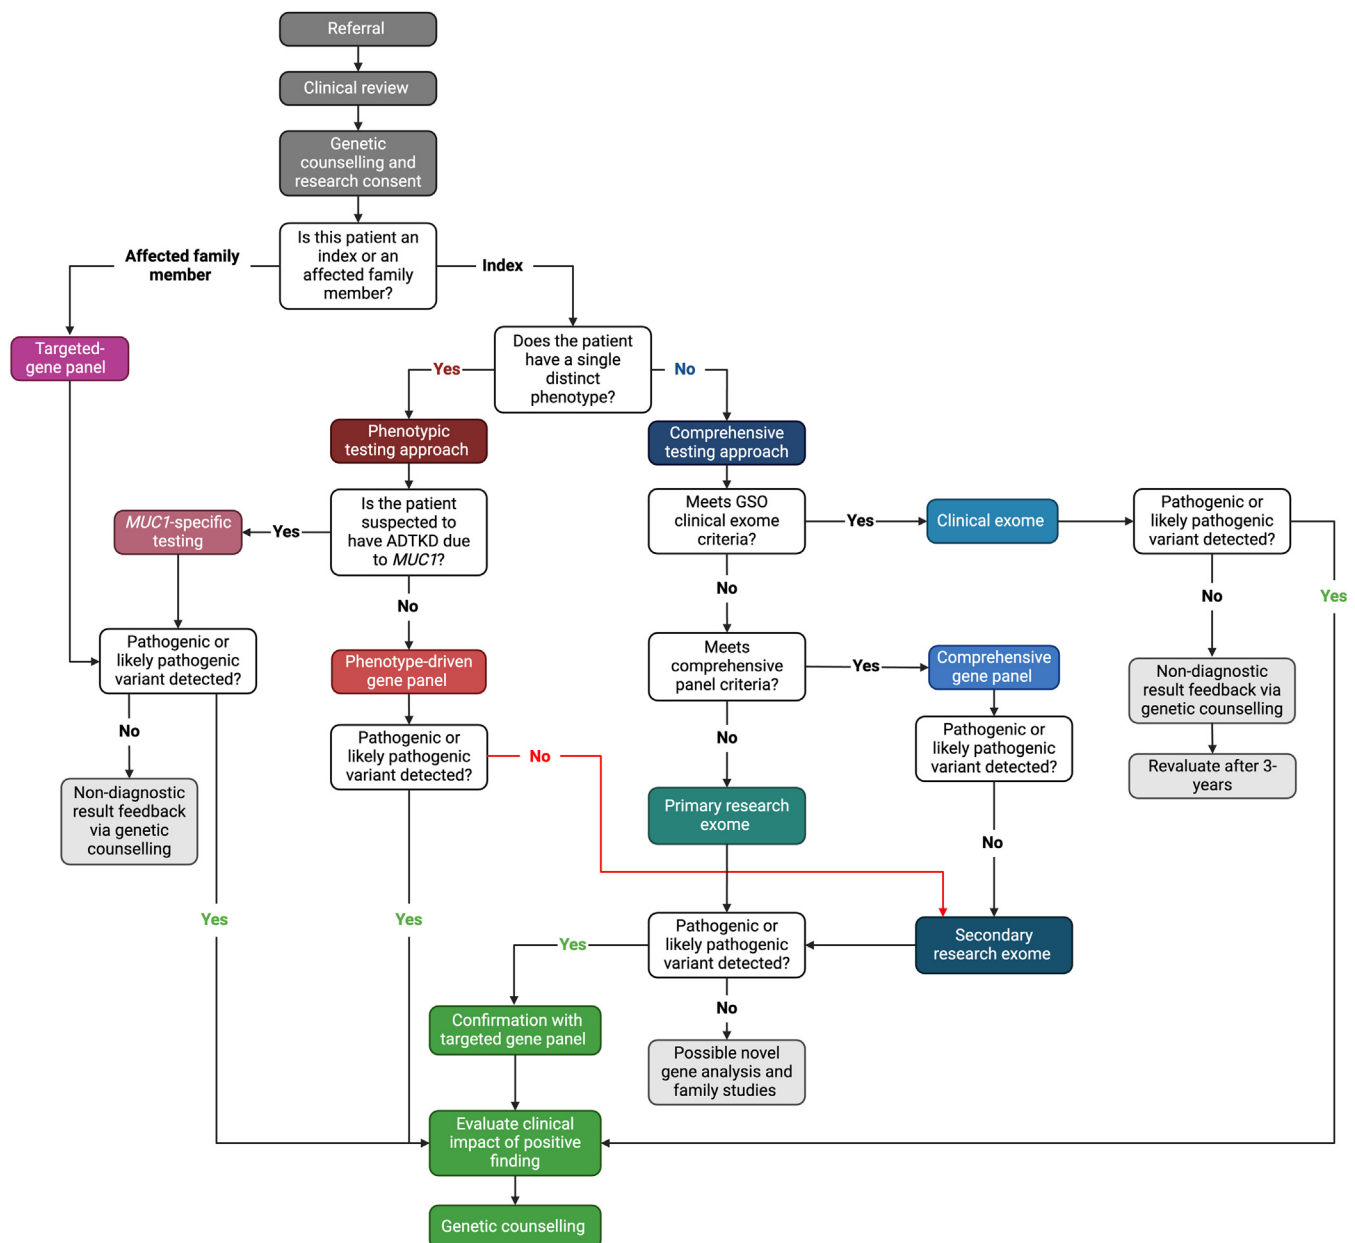 Referral
Clinical review
Genetic
counselling and
research consent
Is this patient an
index or an
affected family
member?
Affected family
member
Index
Targeted-
gene panel
Does the patient
have a single
distinct
phenotype?
Yes
No
Phenotypic
testing approach
Comprehensive
testing approach
Is the patient
suspected to
have ADTKD due
to MUC1?
Yes
MUC1-specific
testing
No
Meets GSO
clinical exome
criteria?
Yes
Clinical exome
Pathogenic or
likely pathogenic
variant detected?
No
Yes
No
Pathogenic or
likely pathogenic
variant detected?
Phenotype-driven
gene panel
Meets
comprehensive
panel criteria?
Yes
Comprehensive
gene panel
Non-diagnostic
result feedback via
genetic counselling
No
Pathogenic or
likely pathogenic
variant detected?
No
No
Pathogenic or
likely pathogenic
variant detected?
Revaluate after 3-
years
Non-diagnostic
result feedback
via genetic
counselling
Primary research
exome
No
Yes
Yes
Pathogenic or
likely pathogenic
variant detected?
Yes
Secondary
research exome
No
Confirmation with
targeted gene panel
Possible novel
gene analysis and
family studies
Evaluate clinical
impact of positive
finding
Genetic counselling